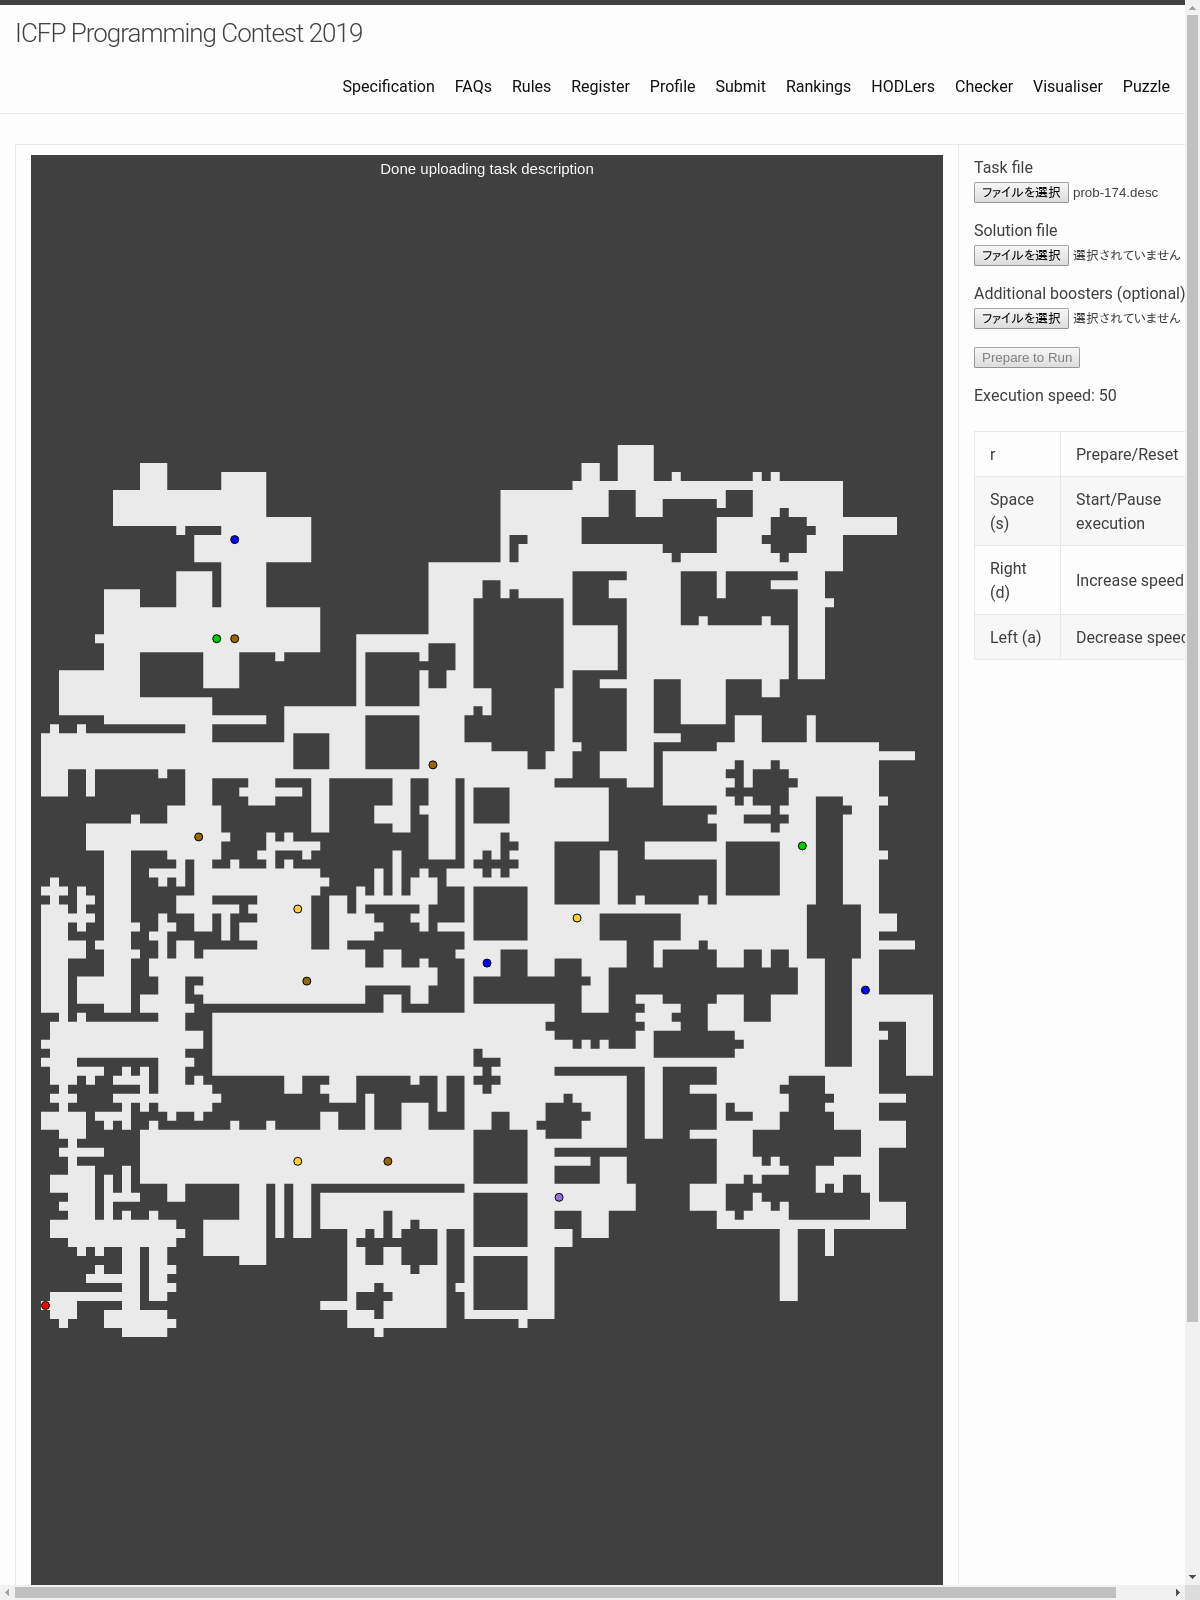 ICFP Programming Contest 2019
Specification FAQs Rules Register Profile Submit Rankings HODLers Checker Visualiser Puzzle
Done uploading task description
Task file
ファイルを選択 prob-174.desc
Solution file
ファイルを選択 選択されていません
Additional boosters (optional)
ファイルを選択 選択されていません
Prepare to Run
Execution speed: 50
r Prepare/Reset
Space (s) Start/Pause execution
Right (d) Increase speed
Left (a) Decrease speed